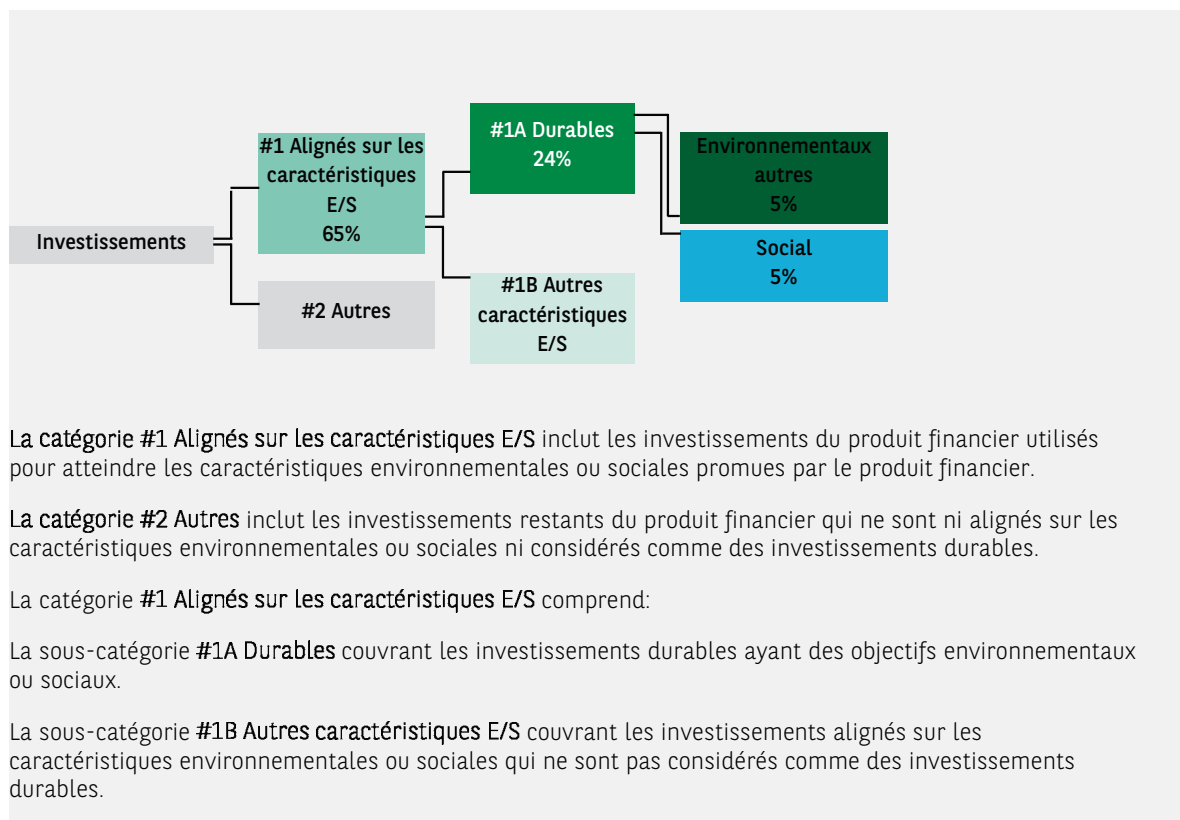 #1A Durables
24%
#1 Alignés sur les
caractéristiques
E/S
65%
Environnementaux
autres
5%
Investissements
Social
5%
#2 Autres
#1B Autres
caractéristiques
E/S
La catégorie #1 Alignés sur les caractéristiques E/S inclut les investissements du produit financier utilisés
pour atteindre les caractéristiques environnementales ou sociales promues par le produit financier.
La catégorie #2 Autres inclut les investissements restants du produit financier qui ne sont ni alignés sur les
caractéristiques environnementales ou sociales ni considérés comme des investissements durables.
La catégorie #1 Alignés sur les caractéristiques E/S comprend:
La sous-catégorie #1A Durables couvrant les investissements durables ayant des objectifs environnementaux
ou sociaux.
La sous-catégorie #1B Autres caractéristiques E/S couvrant les investissements alignés sur les
caractéristiques environnementales ou sociales qui ne sont pas considérés comme des investissements
durables.